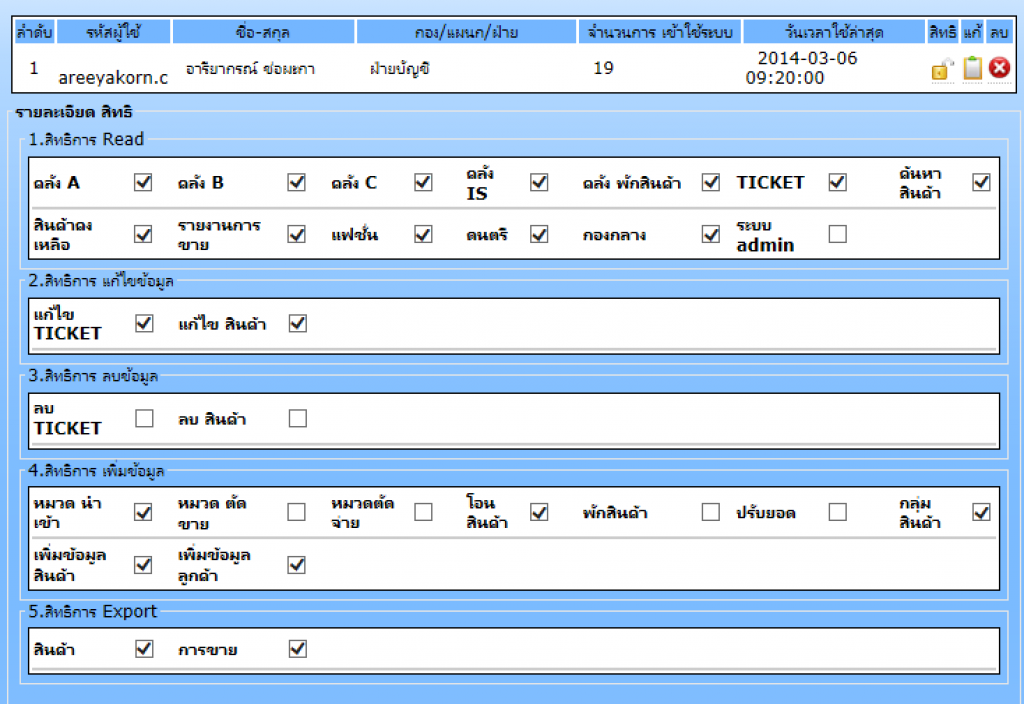 ลำดับ รหัสผู้ใช้ ชื่อ-สกุล กอง/แผนก/ฝ่าย จำนวนการ เข้าใช้ระบบ วันเวลาใช้ล่าสุด สิทธิ แก้ ลบ
1 areeyakorn.c อาริยากรณ์ ช่อผะกา ฝ่ายบัญชี 19 2014-03-06
09:20:00
รายละเอียด สิทธิ
1.สิทธิการ Read
คลัง A คลัง B คลัง C คลัง IS คลัง พักสินค้า TICKET ค้นหา สินค้า
สินค้าคง เหลือ รายงานการ ขาย แฟชั่น ดนตรี กองกลาง ระบบ admin
2.สิทธิการ แก้ไขข้อมูล
แก้ไข TICKET แก้ไข สินค้า
3.สิทธิการ ลบข้อมูล
ลบ TICKET ลบ สินค้า
4.สิทธิการ เพิ่มข้อมูล
หมวด นำ เข้า หมวด ตัด ขาย หมวดตัด จ่าย โอน สินค้า พักสินค้า ปรับยอด กลุ่ม สินค้า
เพิ่มข้อมูล สินค้า เพิ่มข้อมูล ลูกค้า
5.สิทธิการ Export
สินค้า การขาย